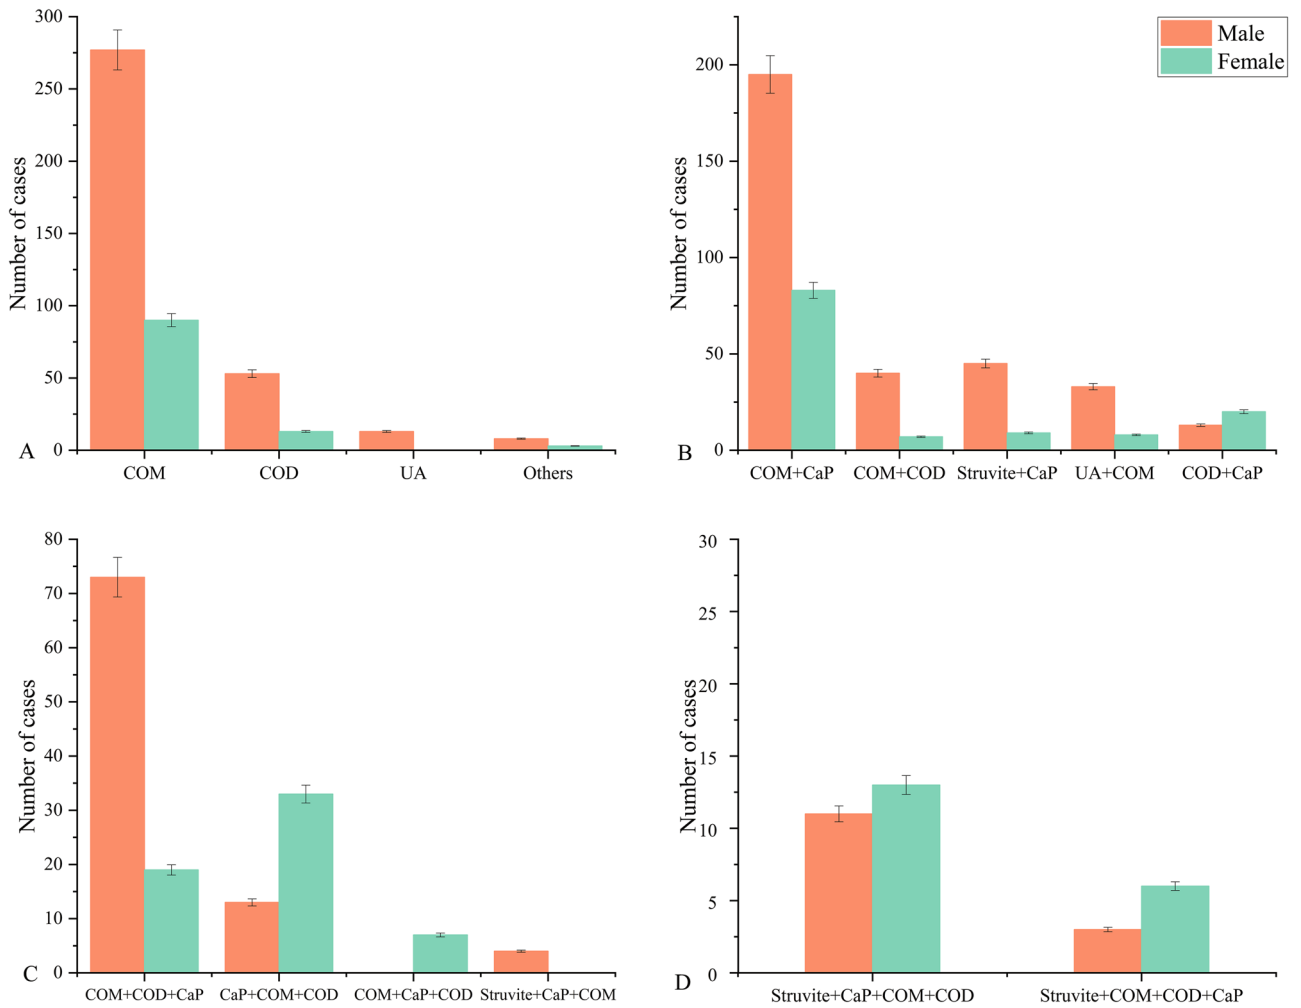 300
250
200
150
100
50
0
Number of cases
A
COM
COD
UA
Others
Male
Female
200
150
100
50
0
Number of cases
B
COM+CaP
COM+COD
Struvite+CaP
UA+COM
COD+CaP
80
70
60
50
40
30
20
10
0
Number of cases
C
COM+COD+CaP
CaP+COM+COD
COM+CaP+COD
Struvite+CaP+COM
30
25
20
15
10
5
0
Number of cases
D
Struvite+CaP+COM+COD
Struvite+COM+COD+CaP